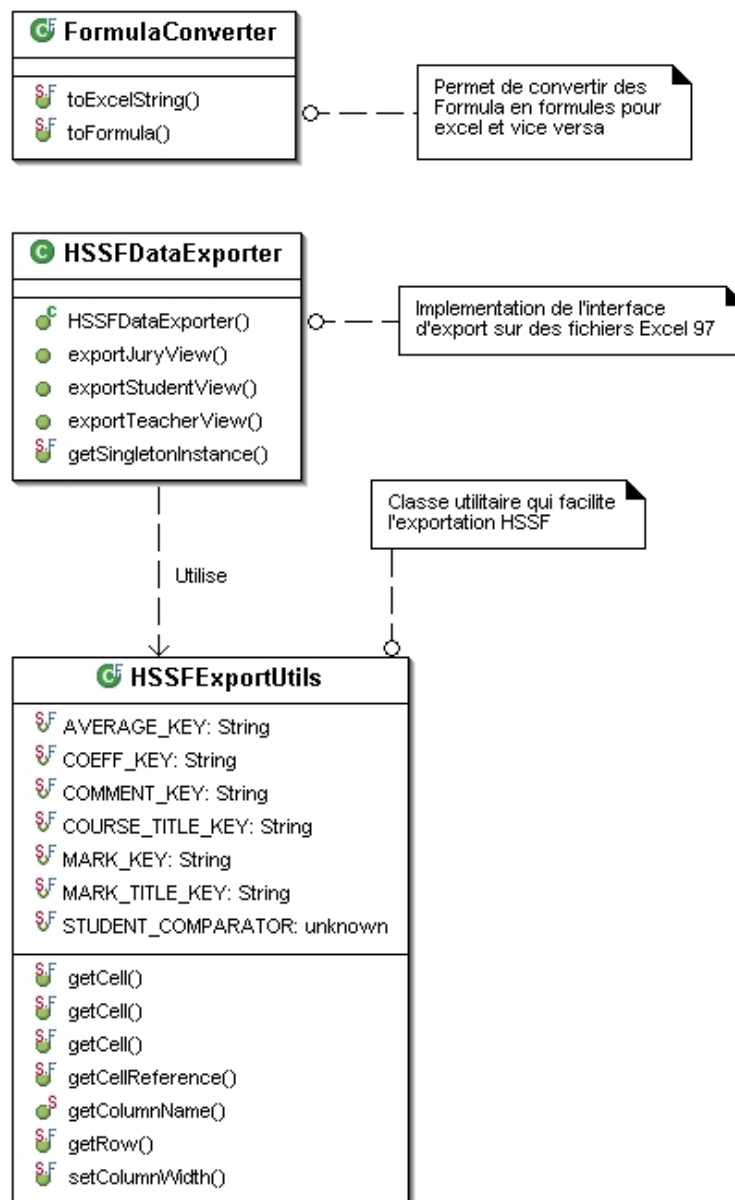 FormulaConverter
toExcelString()
toFormula()
Permet de convertir des
Formula en formules pour
excel et vice versa
HSSFDataExporter
HSSFDataExporter()
exportJuryView()
exportStudentView()
exportTeacherView()
getSingletonInstance()
Implementation de l'interface
d'export sur des fichiers Excel 97
Classe utilitaire qui facilite
l'exportation HSSF
Utilise
HSSFExportUtils
AVERAGE_KEY: String
COEFF_KEY: String
COMMENT_KEY: String
COURSE_TITLE_KEY: String
MARK_KEY: String
MARK_TITLE_KEY: String
STUDENT_COMPARATOR: unknown
getCell()
getCell()
getCell()
getCellReference()
getColumnName()
getRow()
setColumnWidth()